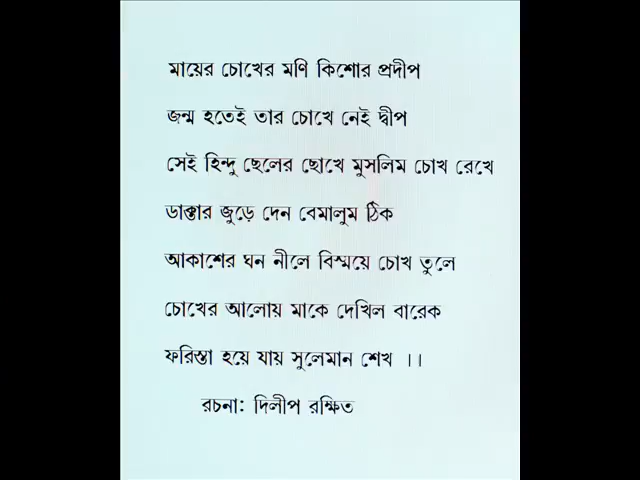 মায়ের চোখের মণি কিশোর প্রদীপ
জন্ম হতেই তার চোখে নেই দ্বীপ
সেই হিন্দু ছেলের ছোখে মুসলিম চোখ রেখে
ডাক্তার জুড়ে দেন বেমালুম ঠিক
আকাশের ঘন নীলে বিস্ময়ে চোখ তুলে
চোখের আলোয় মাকে দেখিল বারেক
ফরিস্তা হয়ে যায় সুলেমান শেখ ।।
রচনা: দিলীপ রক্ষিত